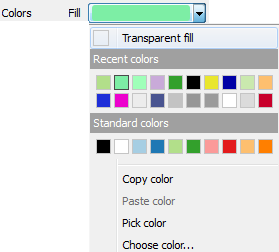 Colors Fill
Transparent fill
Recent colors
Standard colors
Copy color
Paste color
Pick color
Choose color...